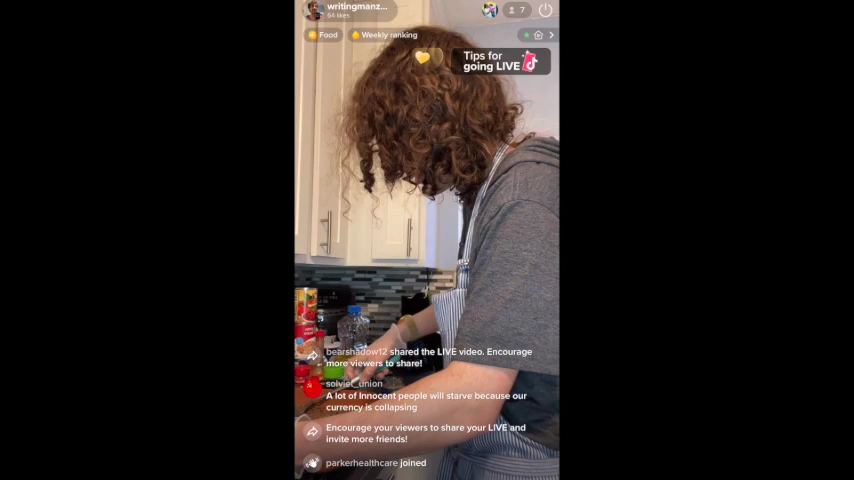 writingmanz...
64 likes
7
Food
Weekly ranking
Tips for
going LIVE
bearshadow12 shared the LIVE video. Encourage
more viewers to share!
solviet_union
A lot of Innocent people will starve because our
currency is collapsing
Encourage your viewers to share your LIVE and
invite more friends!
parkerhealthcare joined